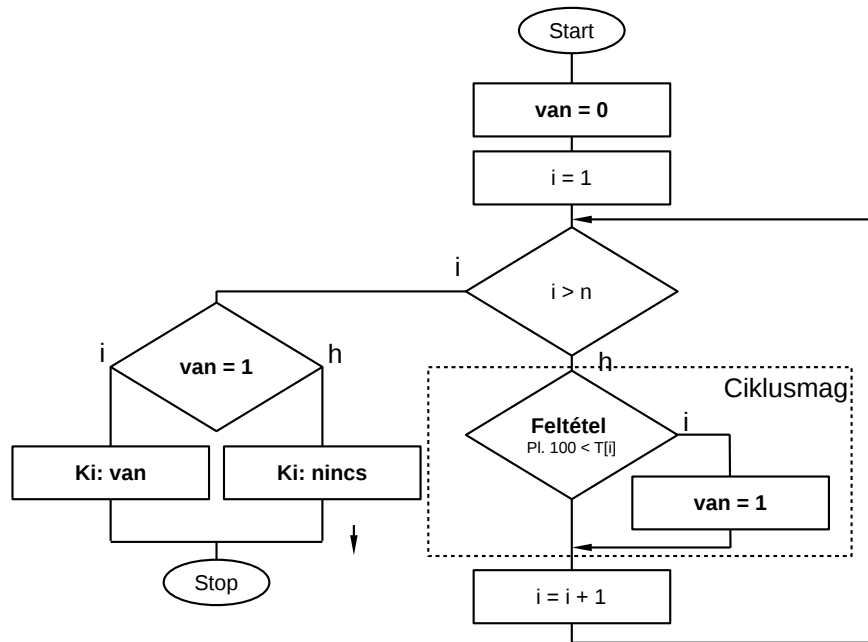 Start
van = 0
i = 1
i > n
i
h
van = 1
i
h
Ki: van
Ki: nincs
Stop
Ciklusmag
Feltétel
Pl. 100 < T[i]
i
van = 1
i = i + 1